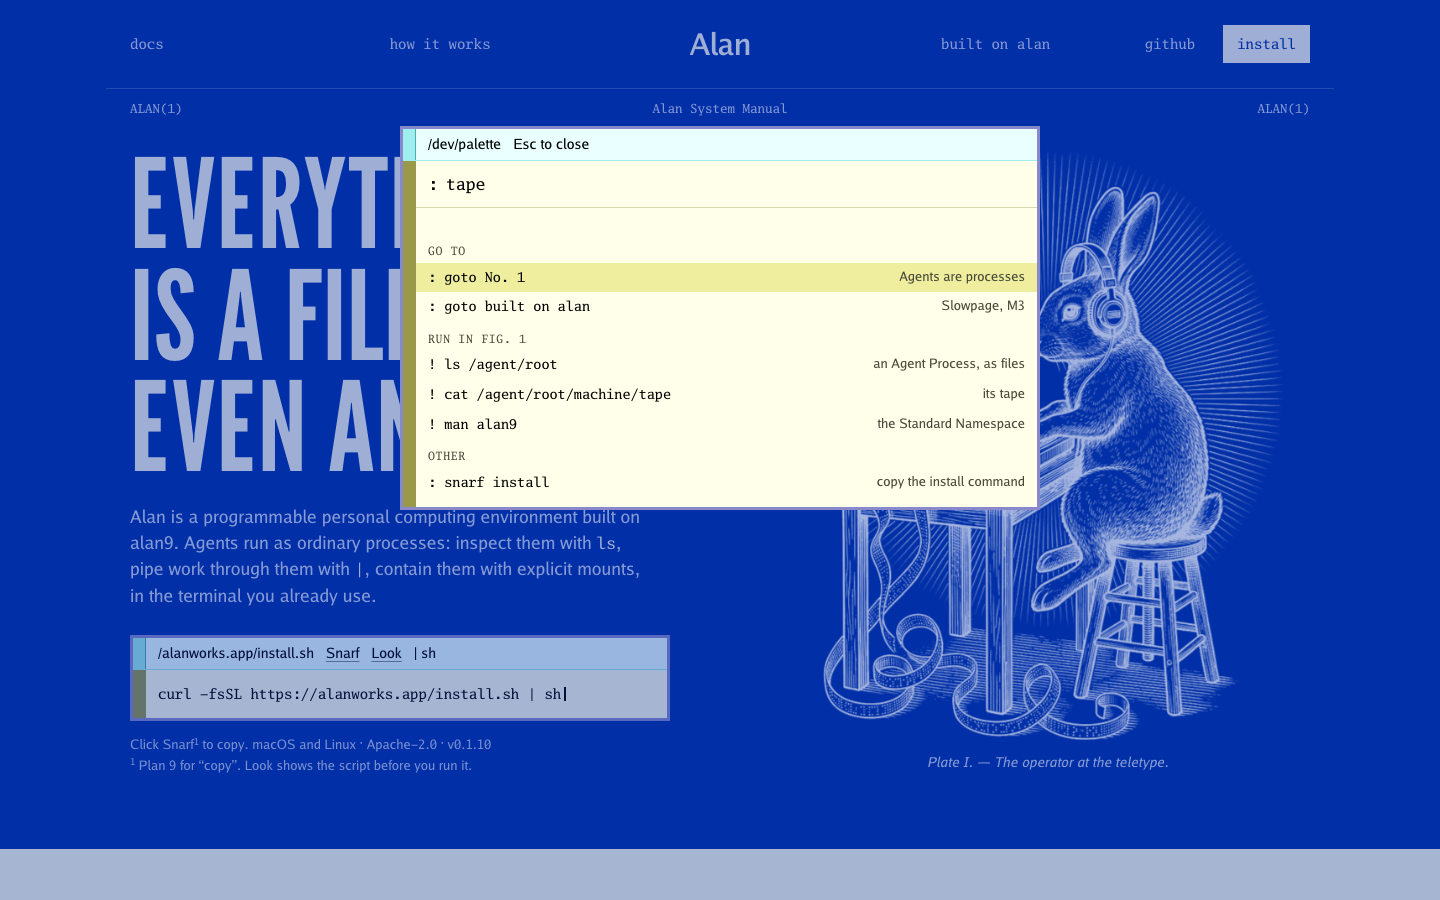 docs how it works Alan built on alan github install
ALAN(1) Alan System Manual ALAN(1)
/dev/palette Esc to close
: tape
GO TO
: goto No. 1 Agents are processes
: goto built on alan Slowpage, M3
RUN IN FIG. 1
! ls /agent/root an Agent Process, as files
! cat /agent/root/machine/tape its tape
! man alan9 the Standard Namespace
OTHER
: snarf install copy the install command
EVERYT
IS A FIL
EVEN AN
Alan is a programmable personal computing environment built on
alan9. Agents run as ordinary processes: inspect them with ls,
pipe work through them with |, contain them with explicit mounts,
in the terminal you already use.
/alanworks.app/install.sh Snarf Look | sh
curl -fsSL https://alanworks.app/install.sh | sh
Click Snarf¹ to copy. macOS and Linux · Apache-2.0 · v0.1.10
¹ Plan 9 for “copy”. Look shows the script before you run it.
Plate I. — The operator at the teletype.